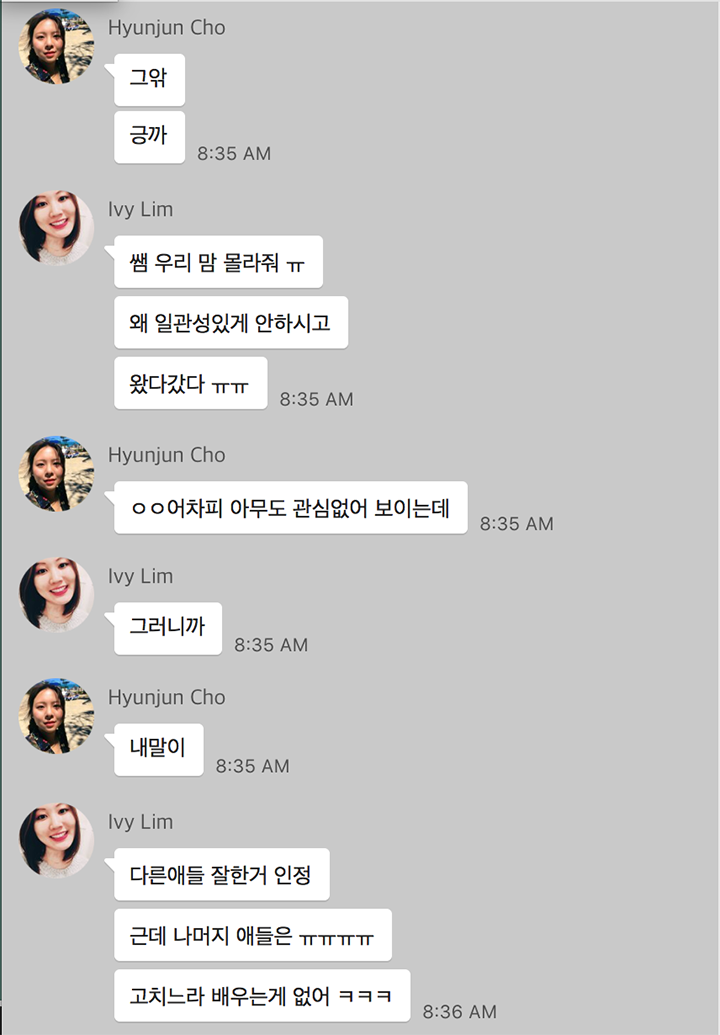 Hyunjun Cho
그앆
긍까
8:35 AM
Ivy Lim
쌤 우리 맘 몰라줘 ㅠ
왜 일관성있게 안하시고
왔다갔다 ㅠㅠ
8:35 AM
Hyunjun Cho
ㅇㅇ어차피 아무도 관심없어 보이는데
8:35 AM
Ivy Lim
그러니까
8:35 AM
Hyunjun Cho
내말이
8:35 AM
Ivy Lim
다른애들 잘한거 인정
근데 나머지 애들은 ㅠㅠㅠㅠ
고치느라 배우는게 없어 ㅋㅋㅋ
8:36 AM